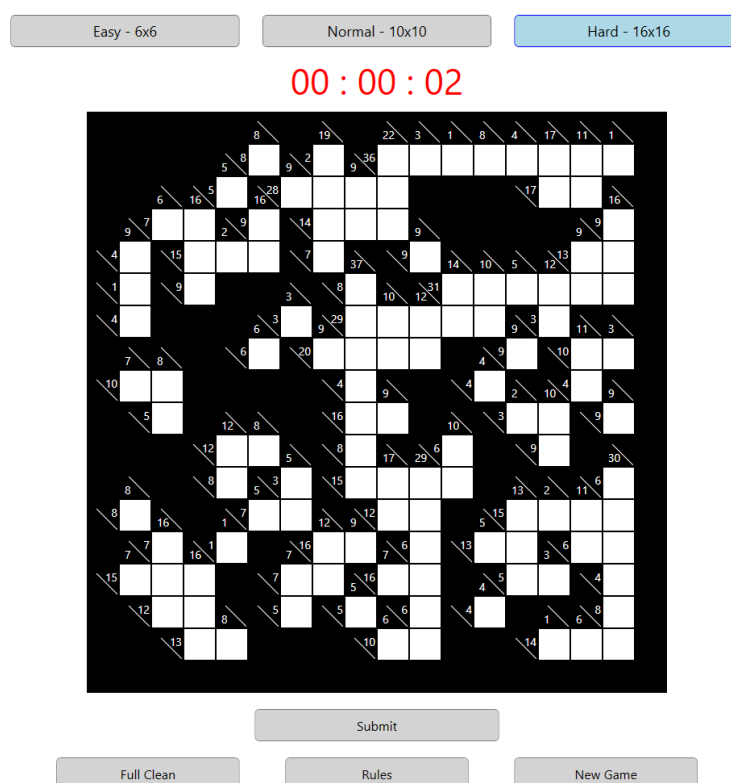 Easy - 6x6 Normal - 10x10 Hard - 16x16
00 : 00 : 02
8 19 22 3 1 8 4 17 11 1
5 8 9 2 9 36
6 16 5 16 28 17 16
9 7 2 9 14 9 9 9
4 15 7 37 9 14 10 5 12 13
1 9 3 8 10 12 31
4 6 3 9 29 9 3 11 3
7 8 6 20 4 9 10
10 4 9 4 2 10 4 9
5 12 8 16 10 3 9
12 5 8 17 29 6 9 30
8 8 5 3 15 13 2 11 6
8 16 1 7 12 9 12 5 15
7 7 16 1 7 16 7 6 13 3 6
15 7 5 16 4 5 4
12 8 5 5 6 6 4 1 6 8
13 10 14
Submit
Full Clean Rules New Game